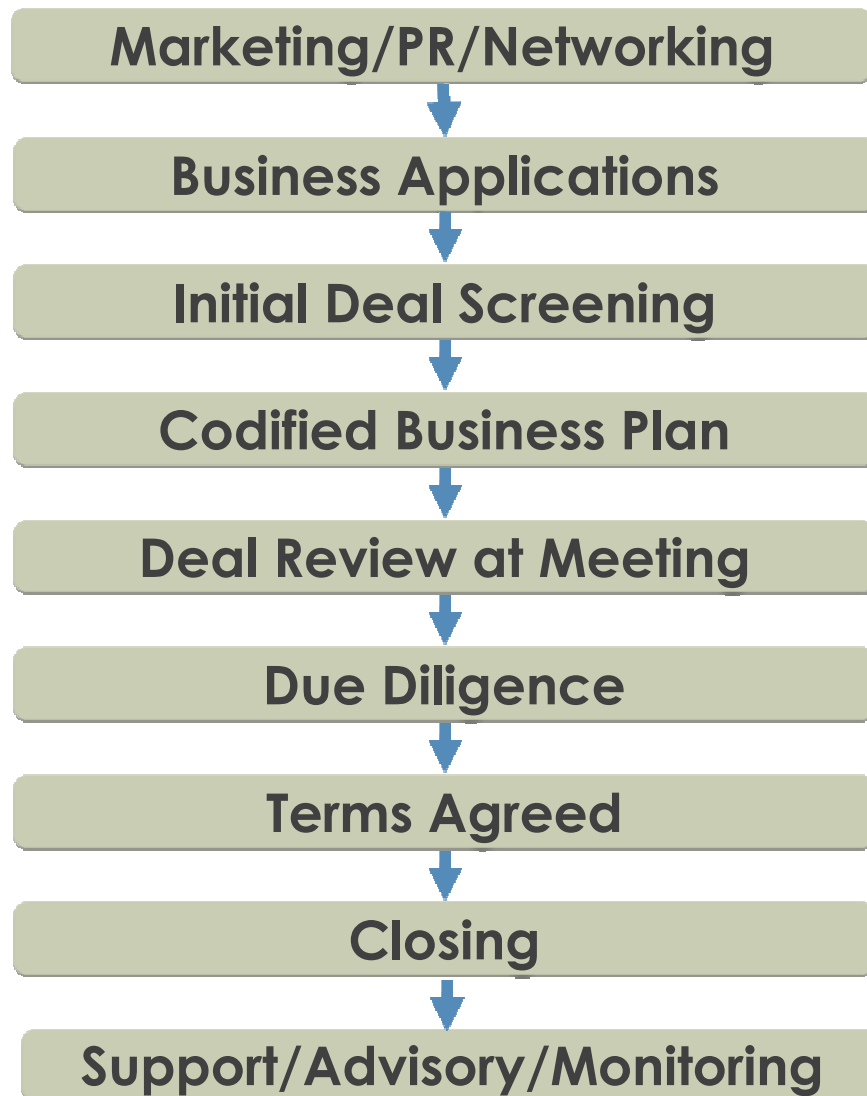 Marketing/PR/Networking
Business Applications
Initial Deal Screening
Codified Business Plan
Deal Review at Meeting
Due Diligence
Terms Agreed
Closing
Support/Advisory/Monitoring